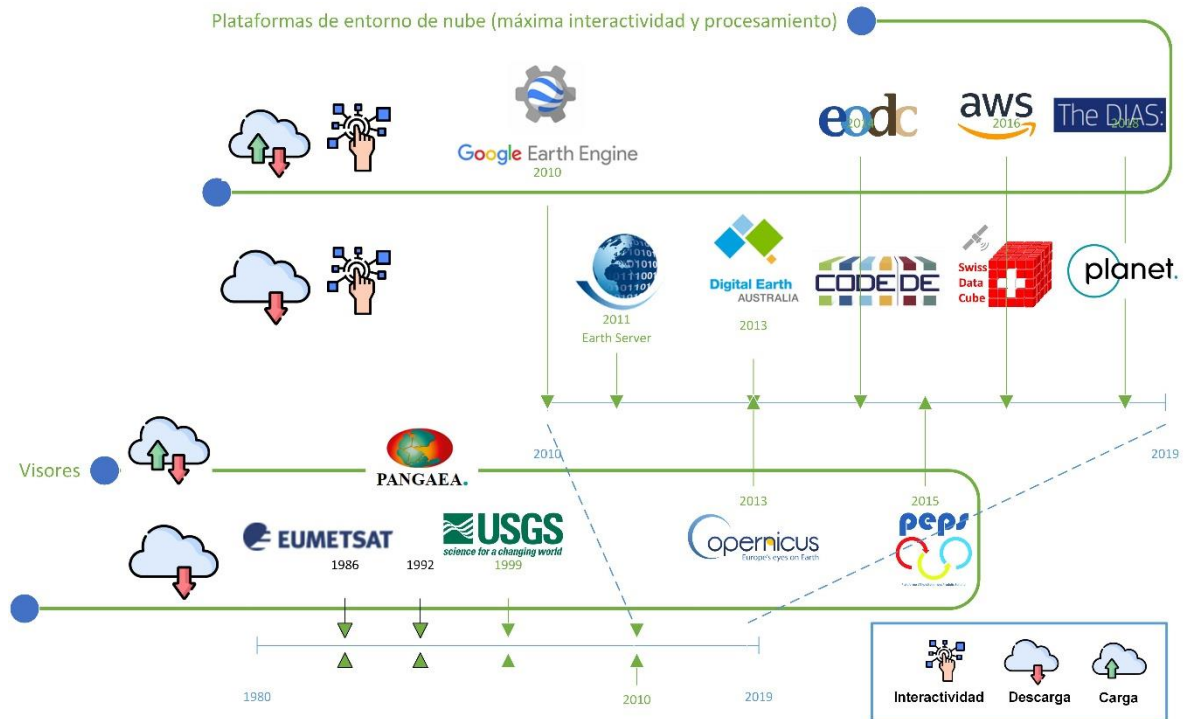 Plataformas de entorno de nube (máxima interactividad y procesamiento)
Google Earth Engine
2010
eodc
aws
2016
The DIAS:
2018
2011
Earth Server
Digital Earth
AUSTRALIA
2013
CODE DE
Swiss
Data
Cube
planet.
2010
2019
Visores
PANGAEA.
EUMETSAT
1986
1992
USGS
science for a changing world
1999
2013
Copernicus
Europe's eyes on Earth
2015
peps
1980
2010
2019
Interactividad
Descarga
Carga